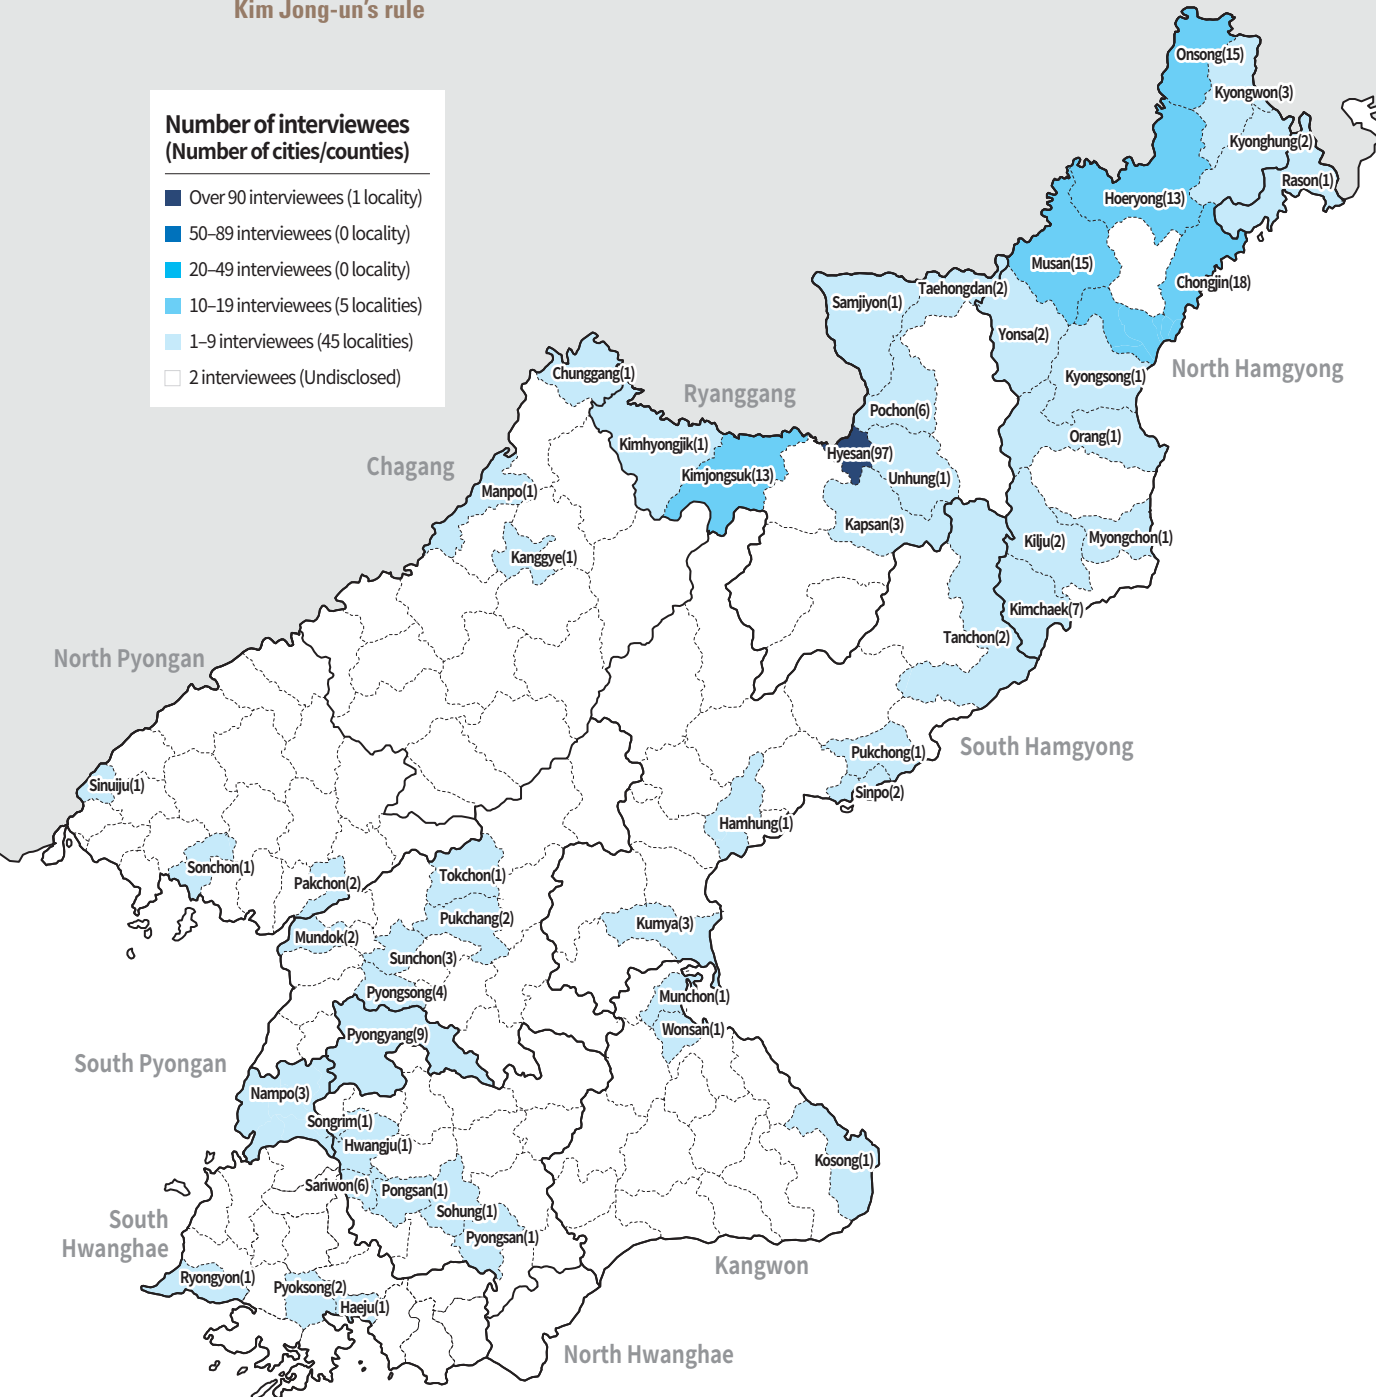 Kim Jong-un's rule
Number of interviewees
(Number of cities/counties)
Over 90 interviewees (1 locality)
50–89 interviewees (0 locality)
20–49 interviewees (0 locality)
10–19 interviewees (5 localities)
1–9 interviewees (45 localities)
2 interviewees (Undisclosed)
Onsong(15)
Kyongwon(3)
Kyonghung(2)
Rason(1)
Hoeryong(13)
Musan(15)
Chongjin(18)
Taehongdan(2)
Samjiyon(1)
Yonsa(2)
North Hamgyong
Kyongsong(1)
Chunggang(1)
Ryanggang
Pochon(6)
Orang(1)
Kimhyongjik(1)
Hyesan(97)
Chagang
Kimjongsuk(13)
Unhung(1)
Manpo(1)
Kapsan(3)
Kilju(2)
Myongchon(1)
Kanggye(1)
Kimchaek(7)
Tanchon(2)
North Pyongan
South Hamgyong
Pukchong(1)
Sinuiju(1)
Sinpo(2)
Hamhung(1)
Sonchon(1)
Pakchon(2)
Tokchon(1)
Pukchang(2)
Kumya(3)
Mundok(2)
Sunchon(3)
Pyongsong(4)
Munchon(1)
Wonsan(1)
Pyongyang(9)
South Pyongan
Nampo(3)
Songrim(1)
Hwangju(1)
Kosong(1)
Sariwon(6)
Pongsan(1)
Sohung(1)
South
Hwanghae
Pyongsan(1)
Kangwon
Ryongyon(1)
Pyoksong(2)
Haeju(1)
North Hwanghae